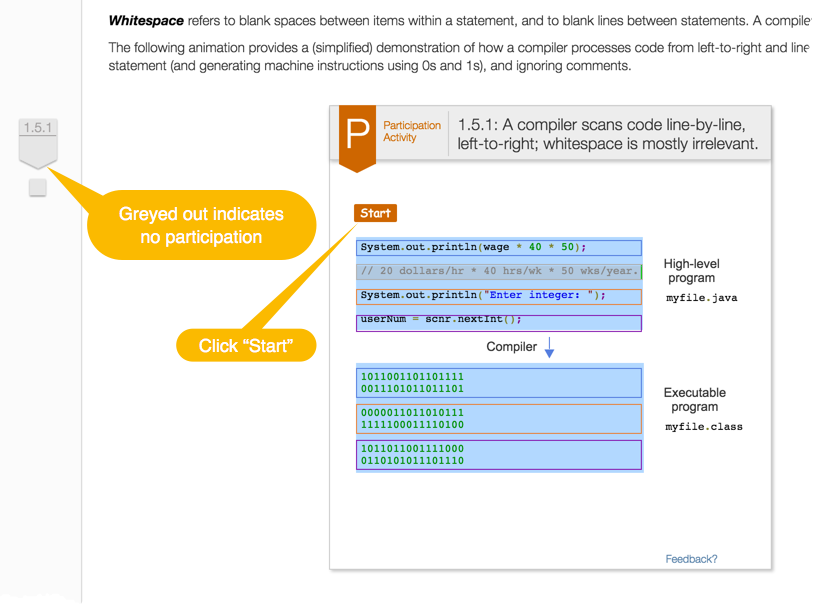 Whitespace refers to blank spaces between items within a statement, and to blank lines between statements. A compile
The following animation provides a (simplified) demonstration of how a compiler processes code from left-to-right and line
statement (and generating machine instructions using 0s and 1s), and ignoring comments.
1.5.1
P
Participation
Activity
1.5.1: A compiler scans code line-by-line,
left-to-right; whitespace is mostly irrelevant.
Greyed out indicates
no participation
Start
System.out.println(wage * 40 * 50);
// 20 dollars/hr * 40 hrs/wk * 50 wks/year.
System.out.println("Enter integer: ");
userNum = scnr.nextInt();
High-level
program
myfile.java
Click “Start”
Compiler
1011001101101111
0011101011011101
0000011011010111
1111100011110100
1011011001111000
0110101011101110
Executable
program
myfile.class
Feedback?